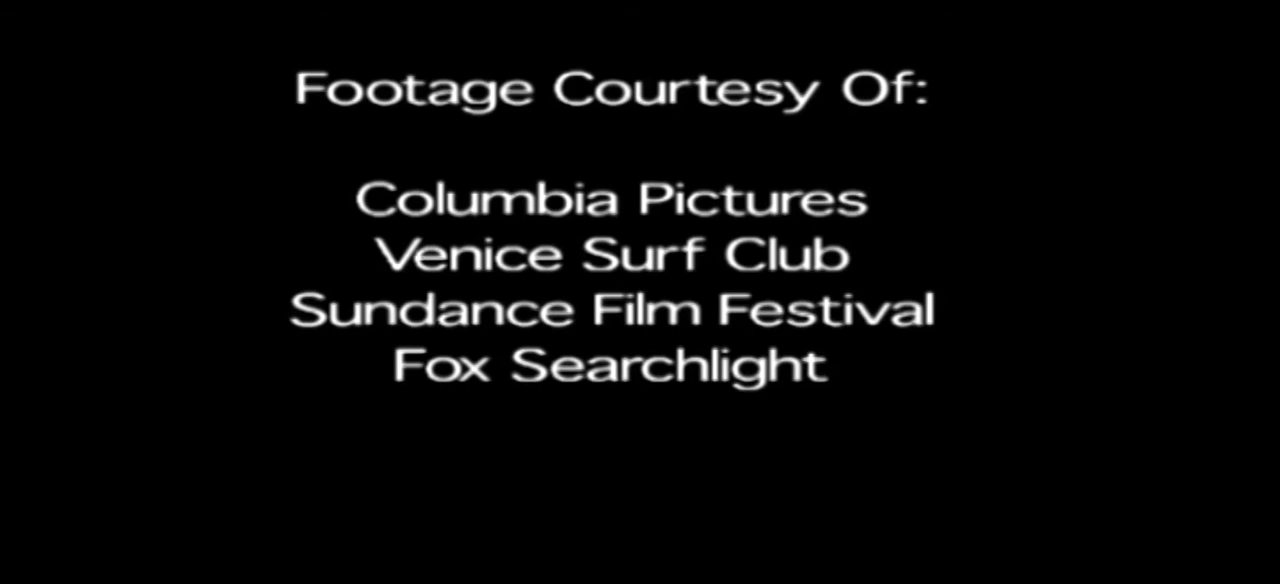 Footage Courtesy Of:
Columbia Pictures
Venice Surf Club
Sundance Film Festival
Fox Searchlight